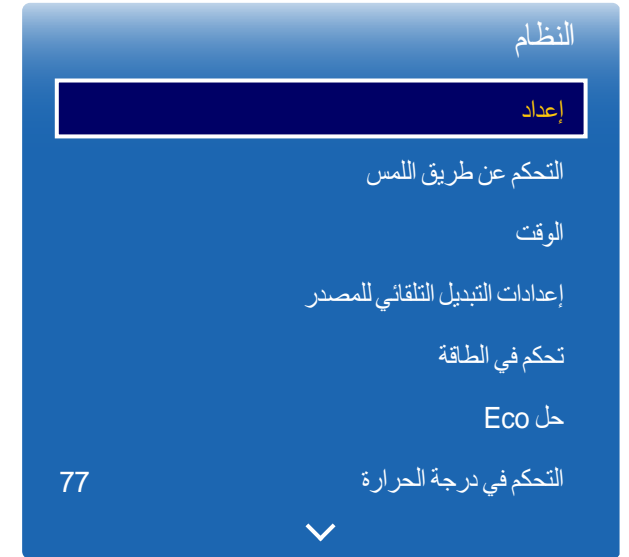 النظام
إعداد
التحكم عن طريق اللمس
الوقت
إعدادات التبديل التلقائي للمصدر
تحكم في الطاقة
حل Eco
التحكم في درجة الحرارة 77